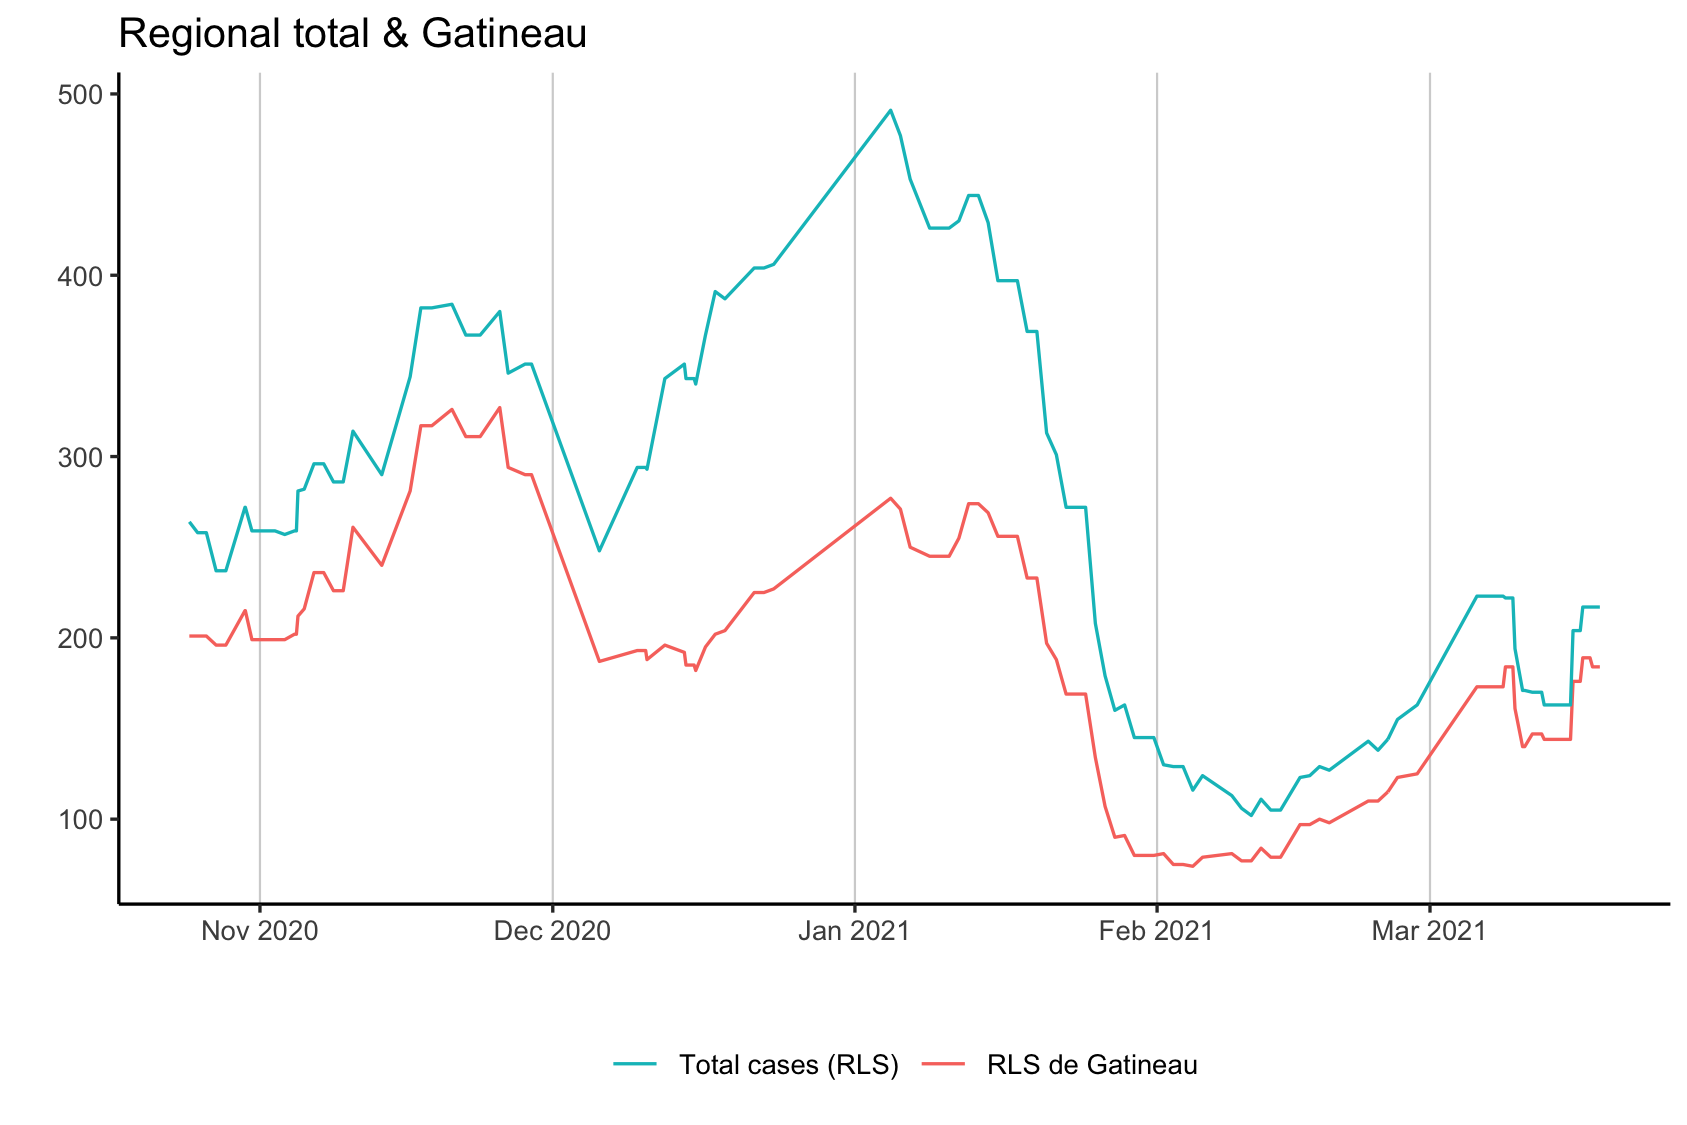 Regional total & Gatineau
500
400
300
200
100
Nov 2020 Dec 2020 Jan 2021 Feb 2021 Mar 2021
Total cases (RLS) RLS de Gatineau